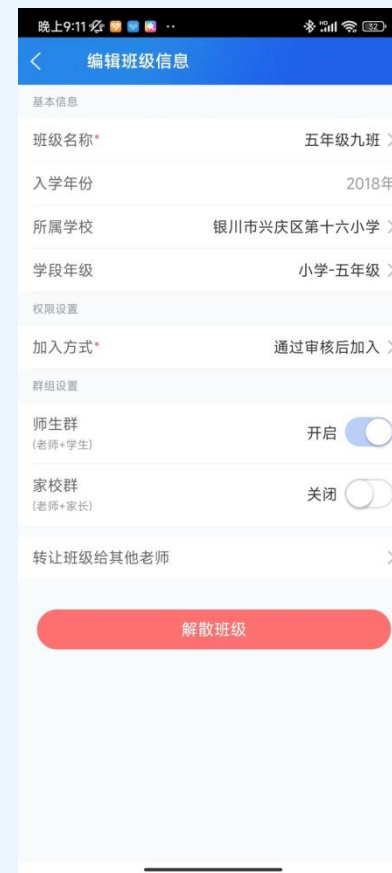 晚上9:11
HD
32
编辑班级信息
基本信息
班级名称* 五年级九班
入学年份 2018年
所属学校 银川市兴庆区第十六小学
学段年级 小学-五年级
权限设置
加入方式* 通过审核后加入
群组设置
师生群 开启
(老师+学生)
家校群 关闭
(老师+家长)
转让班级给其他老师
解散班级